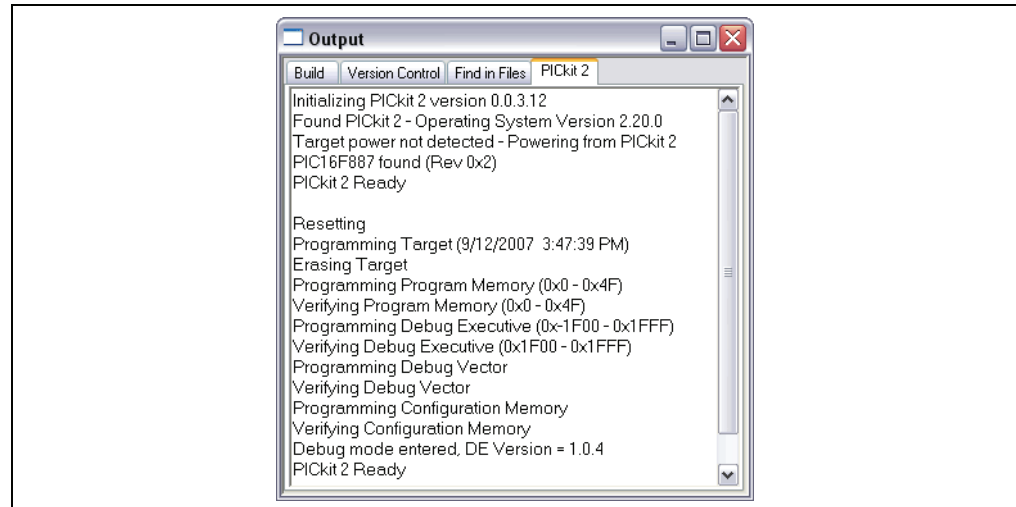 Output
Build Version Control Find in Files PICkit 2
Initializing PICkit 2 version 0.0.3.12
Found PICkit 2 - Operating System Version 2.20.0
Target power not detected - Powering from PICkit 2
PIC16F887 found (Rev 0x2)
PICkit 2 Ready
Resetting
Programming Target (9/12/2007 3:47:39 PM)
Erasing Target
Programming Program Memory (0x0 - 0x4F)
Verifying Program Memory (0x0 - 0x4F)
Programming Debug Executive (0x-1F00 - 0x1FFF)
Verifying Debug Executive (0x1F00 - 0x1FFF)
Programming Debug Vector
Verifying Debug Vector
Programming Configuration Memory
Verifying Configuration Memory
Debug mode entered, DE Version = 1.0.4
PICkit 2 Ready